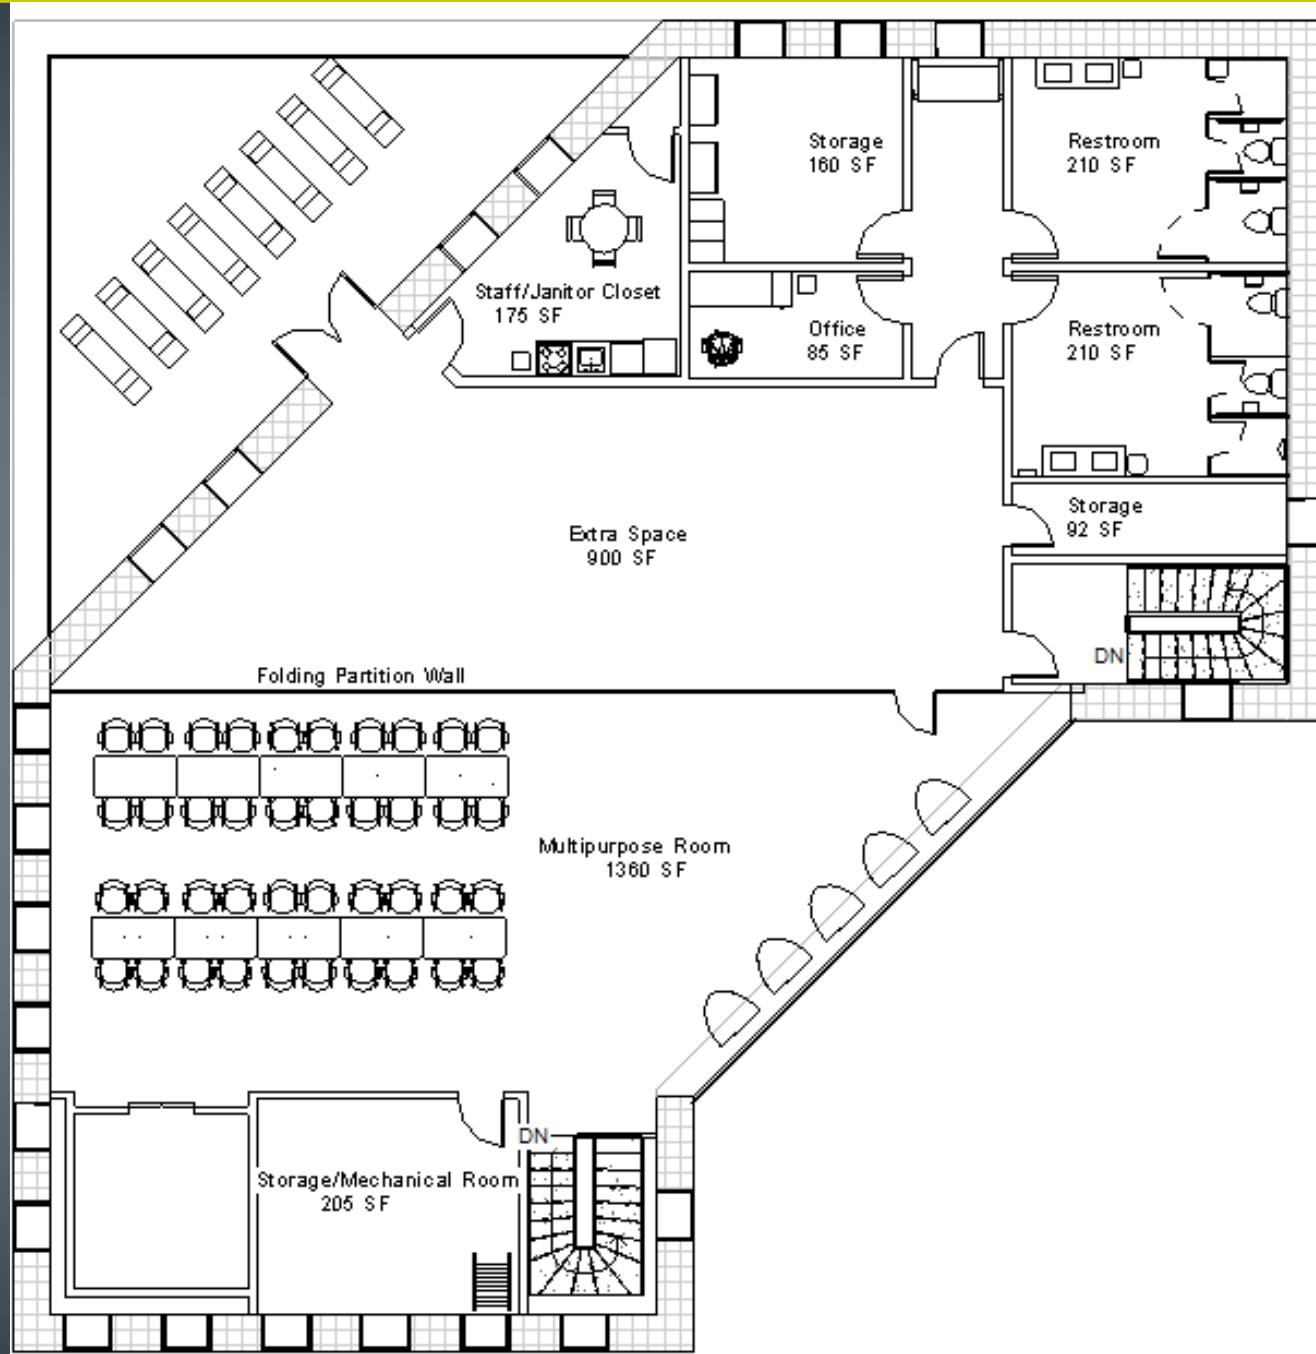 Storage
160 SF
Restroom
210 SF
Staff/Janitor Closet
175 SF
Office
85 SF
Restroom
210 SF
Storage
92 SF
Extra Space
900 SF
DN
Folding Partition Wall
Multipurpose Room
1360 SF
DN
Storage/Mechanical Room
205 SF